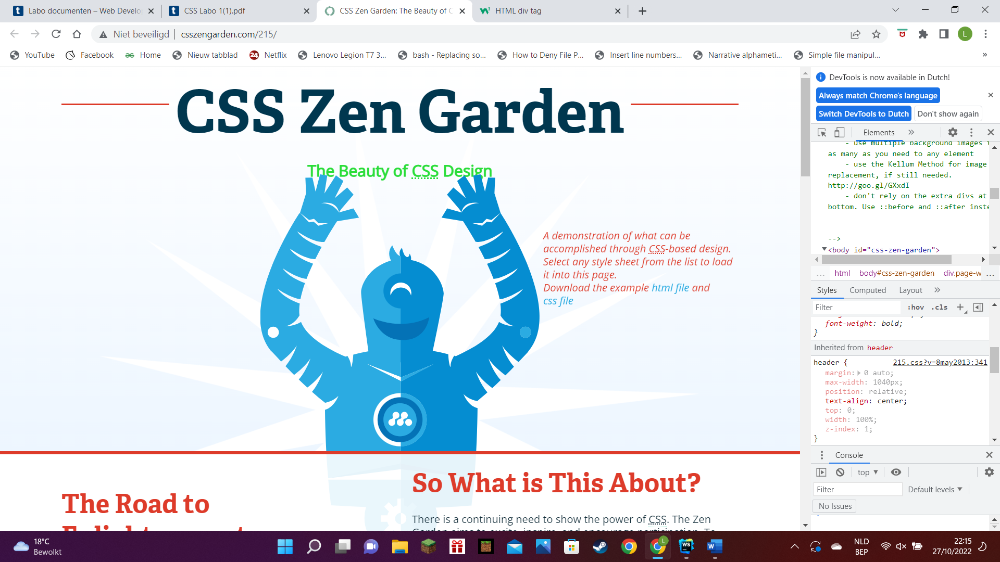 Labo documenten – Web Develo
CSS Labo 1(1).pdf
CSS Zen Garden: The Beauty of C
HTML div tag
Niet beveiligd
csszengarden.com/215/
L
YouTube
Facebook
Home
Nieuw tabblad
24
Netflix
Lenovo Legion T7 3...
bash - Replacing so...
How to Deny File P...
Insert line numbers...
Narrative alphameti...
Simple file manipul...
»
CSS Zen Garden
The Beauty of CSS Design
A demonstration of what can be
accomplished through CSS-based design.
Select any style sheet from the list to load
it into this page.
Download the example html file and
css file
The Road to
So What is This About?
There is a continuing need to show the power of CSS. The Zen
Garden aims to excite, inspire, and encourage participation. To
DevTools is now available in Dutch!
Always match Chrome's language
Switch DevTools to Dutch
Don't show again
Elements
»
- use multiple background images
as many as you need to any element
- use the Kellum Method for image
replacement, if still needed.
http://goo.gl/GXxdI
- don't rely on the extra divs at
bottom. Use ::before and ::after inste
-->
<body id="css-zen-garden">
... html body#css-zen-garden div.page-w ...
Styles Computed Layout »
Filter :hov .cls +
font-weight: bold;
}
Inherited from header
header { 215.css?v=8may2013:341
margin: 0 auto;
max-width: 1040px;
position: relative;
text-align: center;
top: 0;
width: 100%;
z-index: 1;
}
Console
top
Filter
Default levels
No Issues
18°C
Bewolkt
L
WS
W
NLD
BEP
22:15
27/10/2022